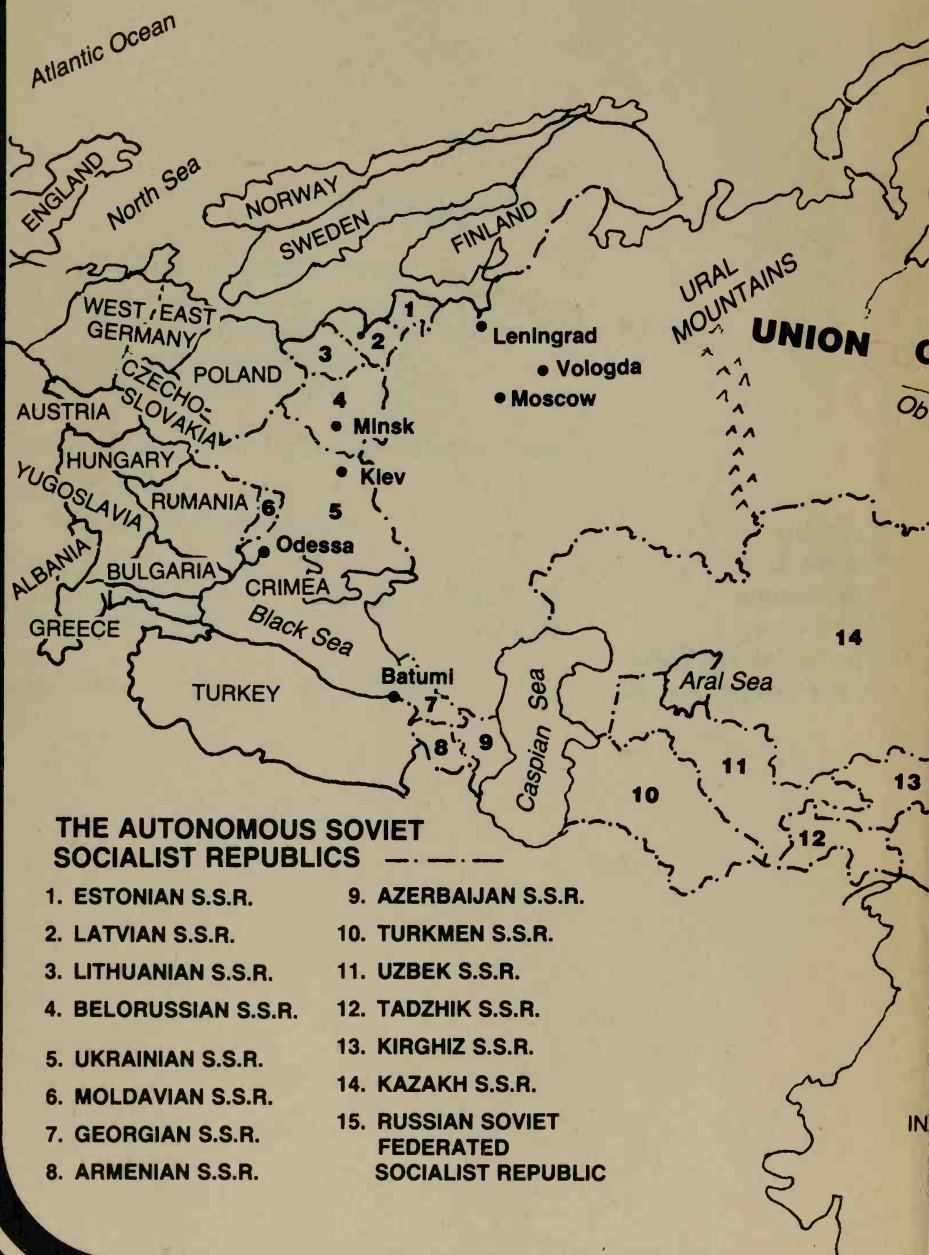 Atlantic Ocean
ENGLAND
North Sea
NORWAY
SWEDEN
FINLAND
URAL
MOUNTAINS
UNION
Ob
WEST EAST
GERMANY
1
2
3
Leningrad
Vologda
Moscow
POLAND
CZECHO-
SLOVAKIA
4
Minsk
AUSTRIA
HUNGARY
Kiev
YUGOSLAVIA
RUMANIA
6
5
Odessa
ALBANIA
BULGARIA
CRIMEA
GREECE
Black Sea
14
Batumi
TURKEY
7
Caspian Sea
Aral Sea
8
9
10
11
12
13
THE AUTONOMOUS SOVIET
SOCIALIST REPUBLICS
1. ESTONIAN S.S.R.
2. LATVIAN S.S.R.
3. LITHUANIAN S.S.R.
4. BELORUSSIAN S.S.R.
5. UKRAINIAN S.S.R.
6. MOLDAVIAN S.S.R.
7. GEORGIAN S.S.R.
8. ARMENIAN S.S.R.
9. AZERBAIJAN S.S.R.
10. TURKMEN S.S.R.
11. UZBEK S.S.R.
12. TADZHIK S.S.R.
13. KIRGHIZ S.S.R.
14. KAZAKH S.S.R.
15. RUSSIAN SOVIET
FEDERATED
SOCIALIST REPUBLIC
IN